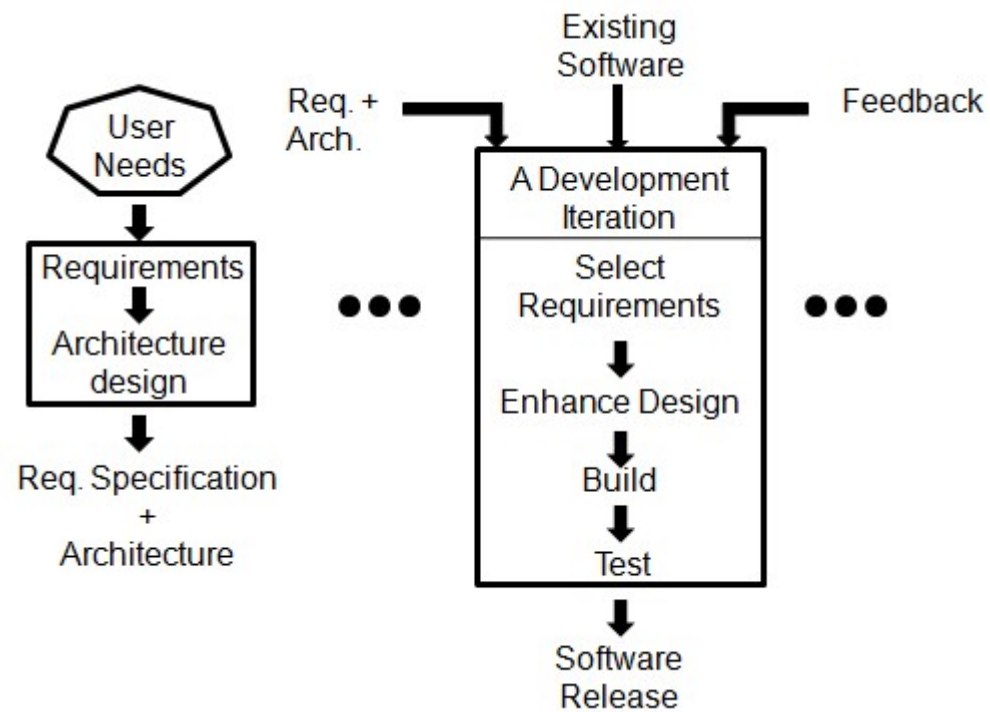 User
Needs
Requirements
Architecture
design
Req. Specification
+
Architecture
Req. +
Arch.
Existing
Software
Feedback
A Development
Iteration
Select
Requirements
Enhance Design
Build
Test
Software
Release